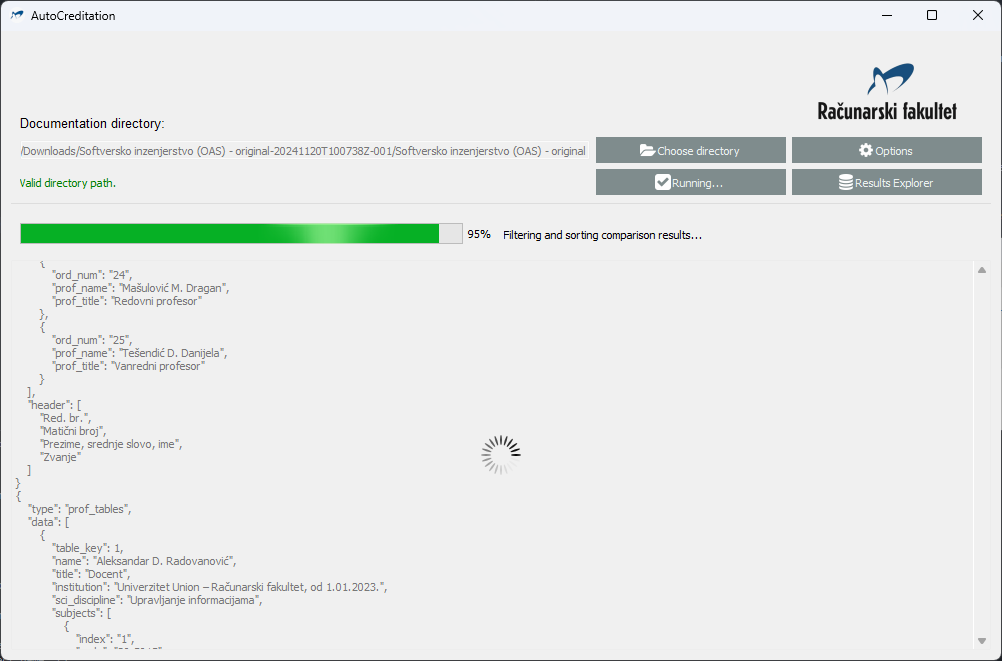 AutoCreditation
Računarski fakultet
Documentation directory:
/Downloads/Softversko inzenjerstvo (OAS) - original-20241120T100738Z-001/Softversko inzenjerstvo (OAS) - original
Choose directory
Options
Valid directory path.
Running...
Results Explorer
95%
Filtering and sorting comparison results...
{
"ord_num": "24",
"prof_name": "Mašulović M. Dragan",
"prof_title": "Redovni profesor"
},
{
"ord_num": "25",
"prof_name": "Tešendić D. Danijela",
"prof_title": "Vanredni profesor"
}
],
"header": [
"Red. br.",
"Matični broj",
"Prezime, srednje slovo, ime",
"Zvanje"
]
}
{
"type": "prof_tables",
"data": [
{
"table_key": 1,
"name": "Aleksandar D. Radovanović",
"title": "Docent",
"institution": "Univerzitet Union – Računarski fakultet, od 1.01.2023.",
"sci_discipline": "Upravljanje informacijama",
"subjects": [
{
"index": "1",